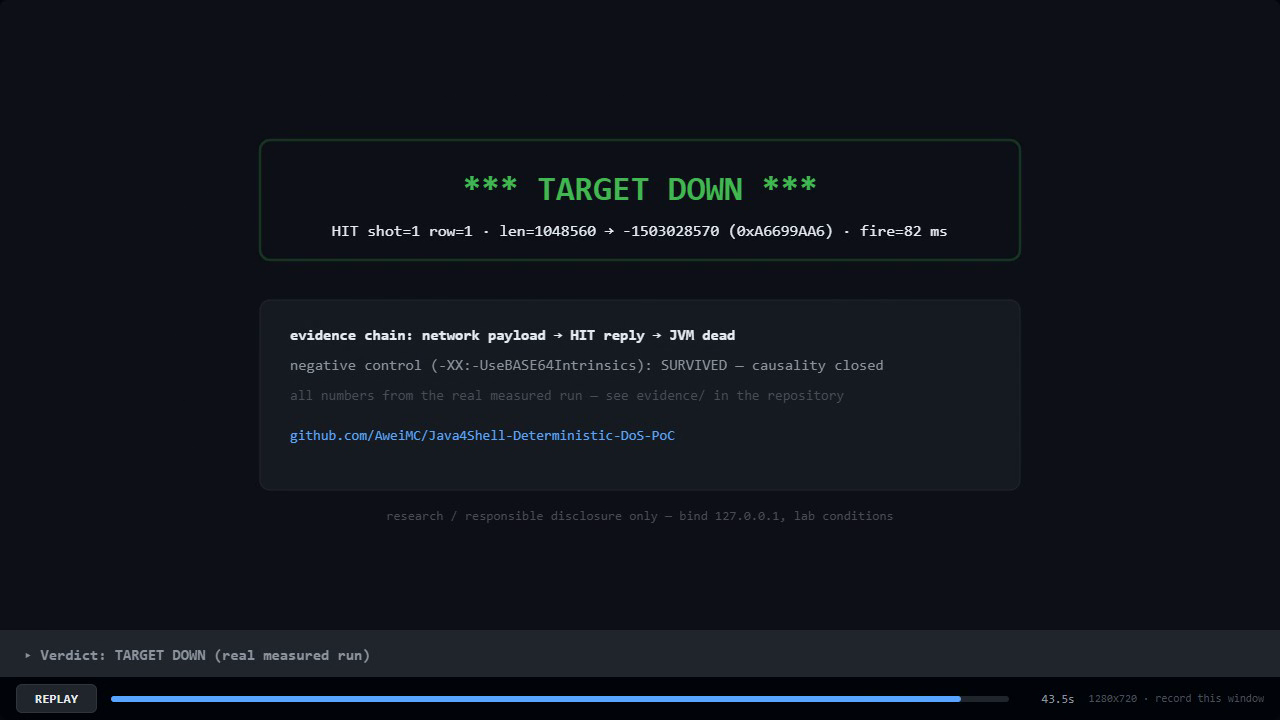 *** TARGET DOWN ***
HIT shot=1 row=1 · len=1048560 → -1503028570 (0xA6699AA6) · fire=82 ms
evidence chain: network payload → HIT reply → JVM dead
negative control (-XX:-UseBASE64Intrinsics): SURVIVED — causality closed
all numbers from the real measured run — see evidence/ in the repository
github.com/AweiMC/Java4Shell-Deterministic-DoS-PoC
research / responsible disclosure only — bind 127.0.0.1, lab conditions
▸ Verdict: TARGET DOWN (real measured run)
REPLAY 43.5s 1280x720 · record this window